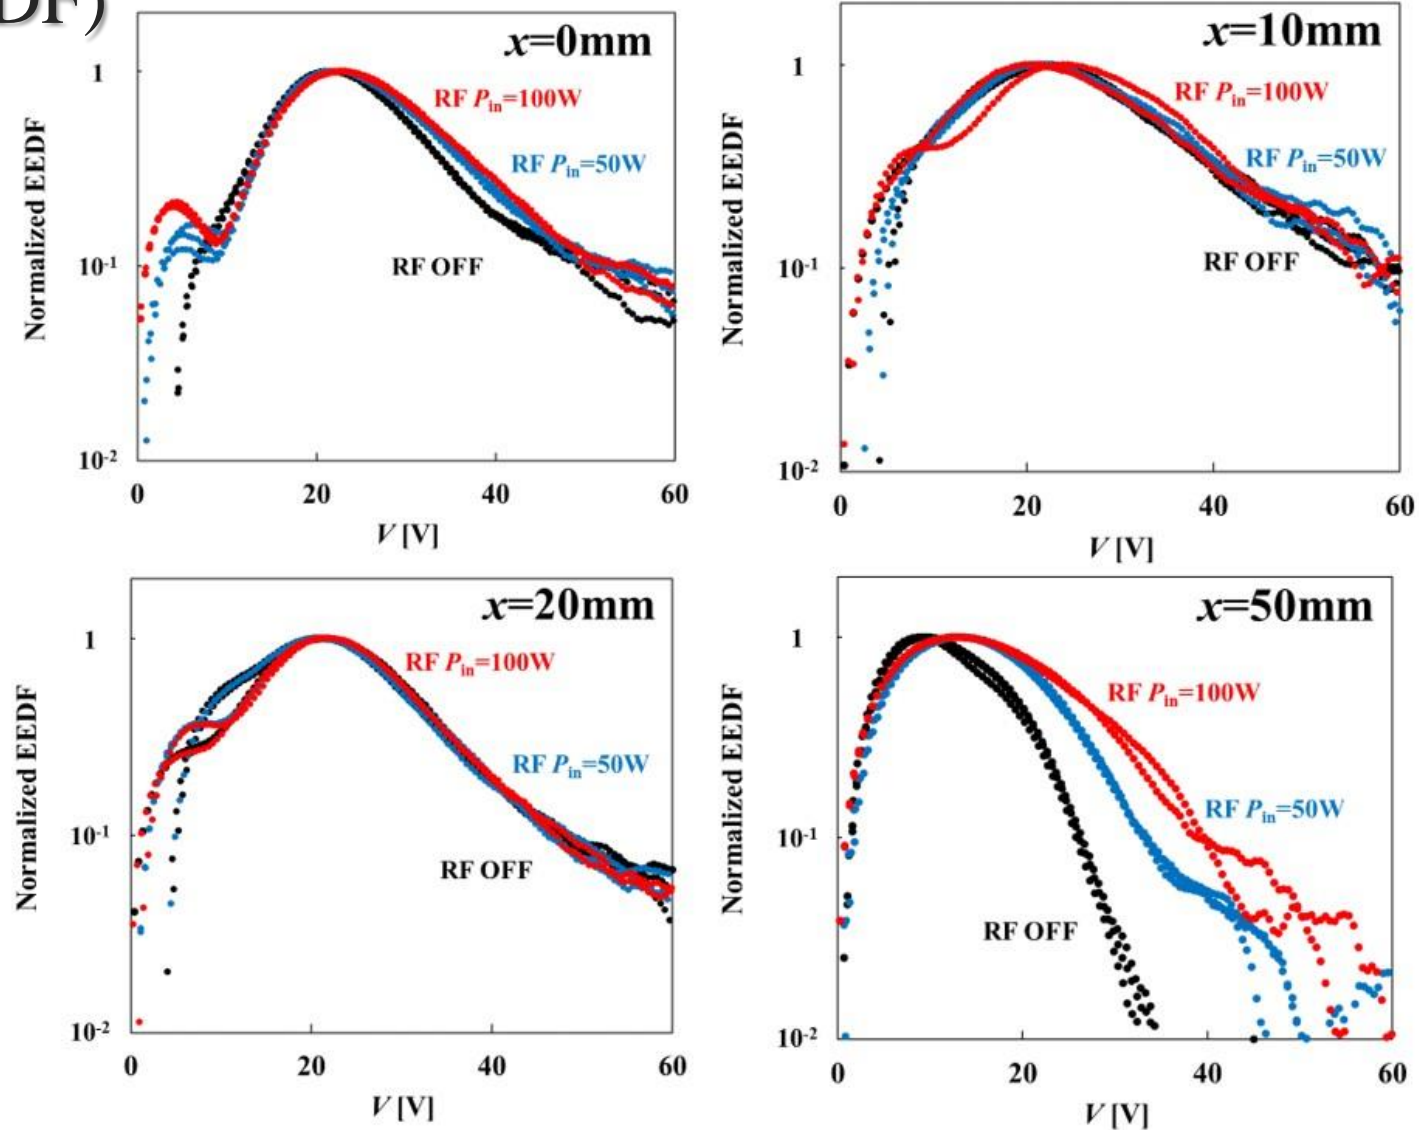 DF)
x=0mm
1
RF Pin=100W
RF Pin=50W
Normalized EEDF
10-1
RF OFF
10-2
0 20 40 60
V [V]
x=10mm
1
RF Pin=100W
RF Pin=50W
Normalized EEDF
10-1
RF OFF
10-2
0 20 40 60
V [V]
x=20mm
1
RF Pin=100W
RF Pin=50W
Normalized EEDF
10-1
RF OFF
10-2
0 20 40 60
V [V]
x=50mm
1
RF Pin=100W
RF Pin=50W
Normalized EEDF
10-1
RF OFF
10-2
0 20 40 60
V [V]